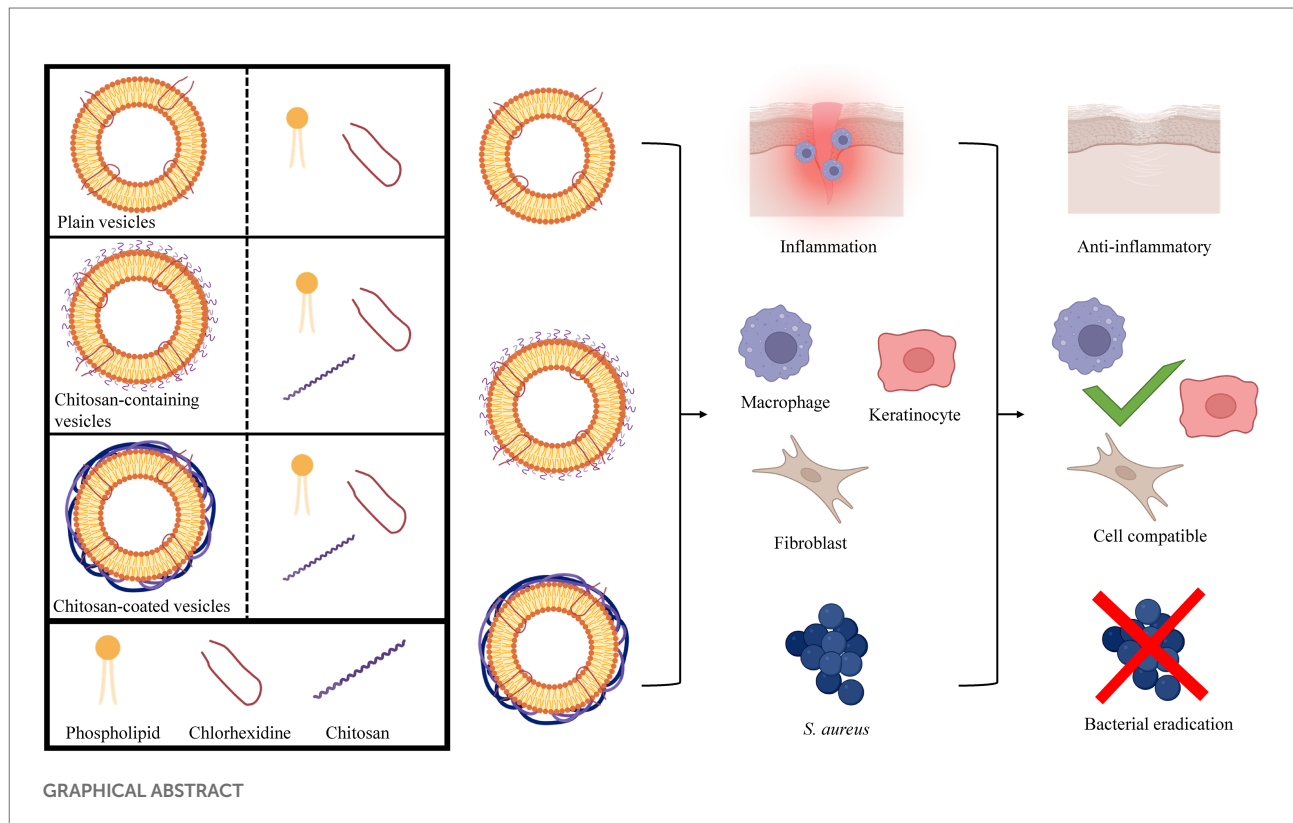 Plain vesicles
Chitosan-containing
vesicles
Chitosan-coated vesicles
Phospholipid
Chlorhexidine
Chitosan
Inflammation
Macrophage
Keratinocyte
Fibroblast
S. aureus
Anti-inflammatory
Cell compatible
Bacterial eradication
GRAPHICAL ABSTRACT